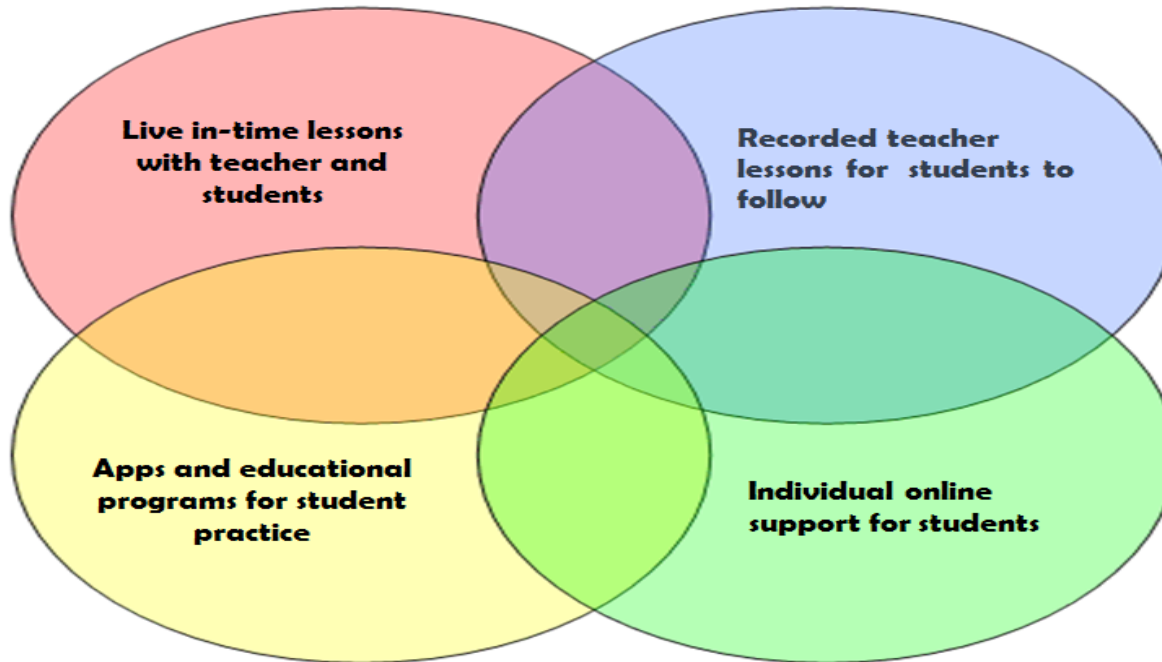 Live in-time lessons
with teacher and
students
Recorded teacher
lessons for students to
follow
Apps and educational
programs for student
practice
Individual online
support for students